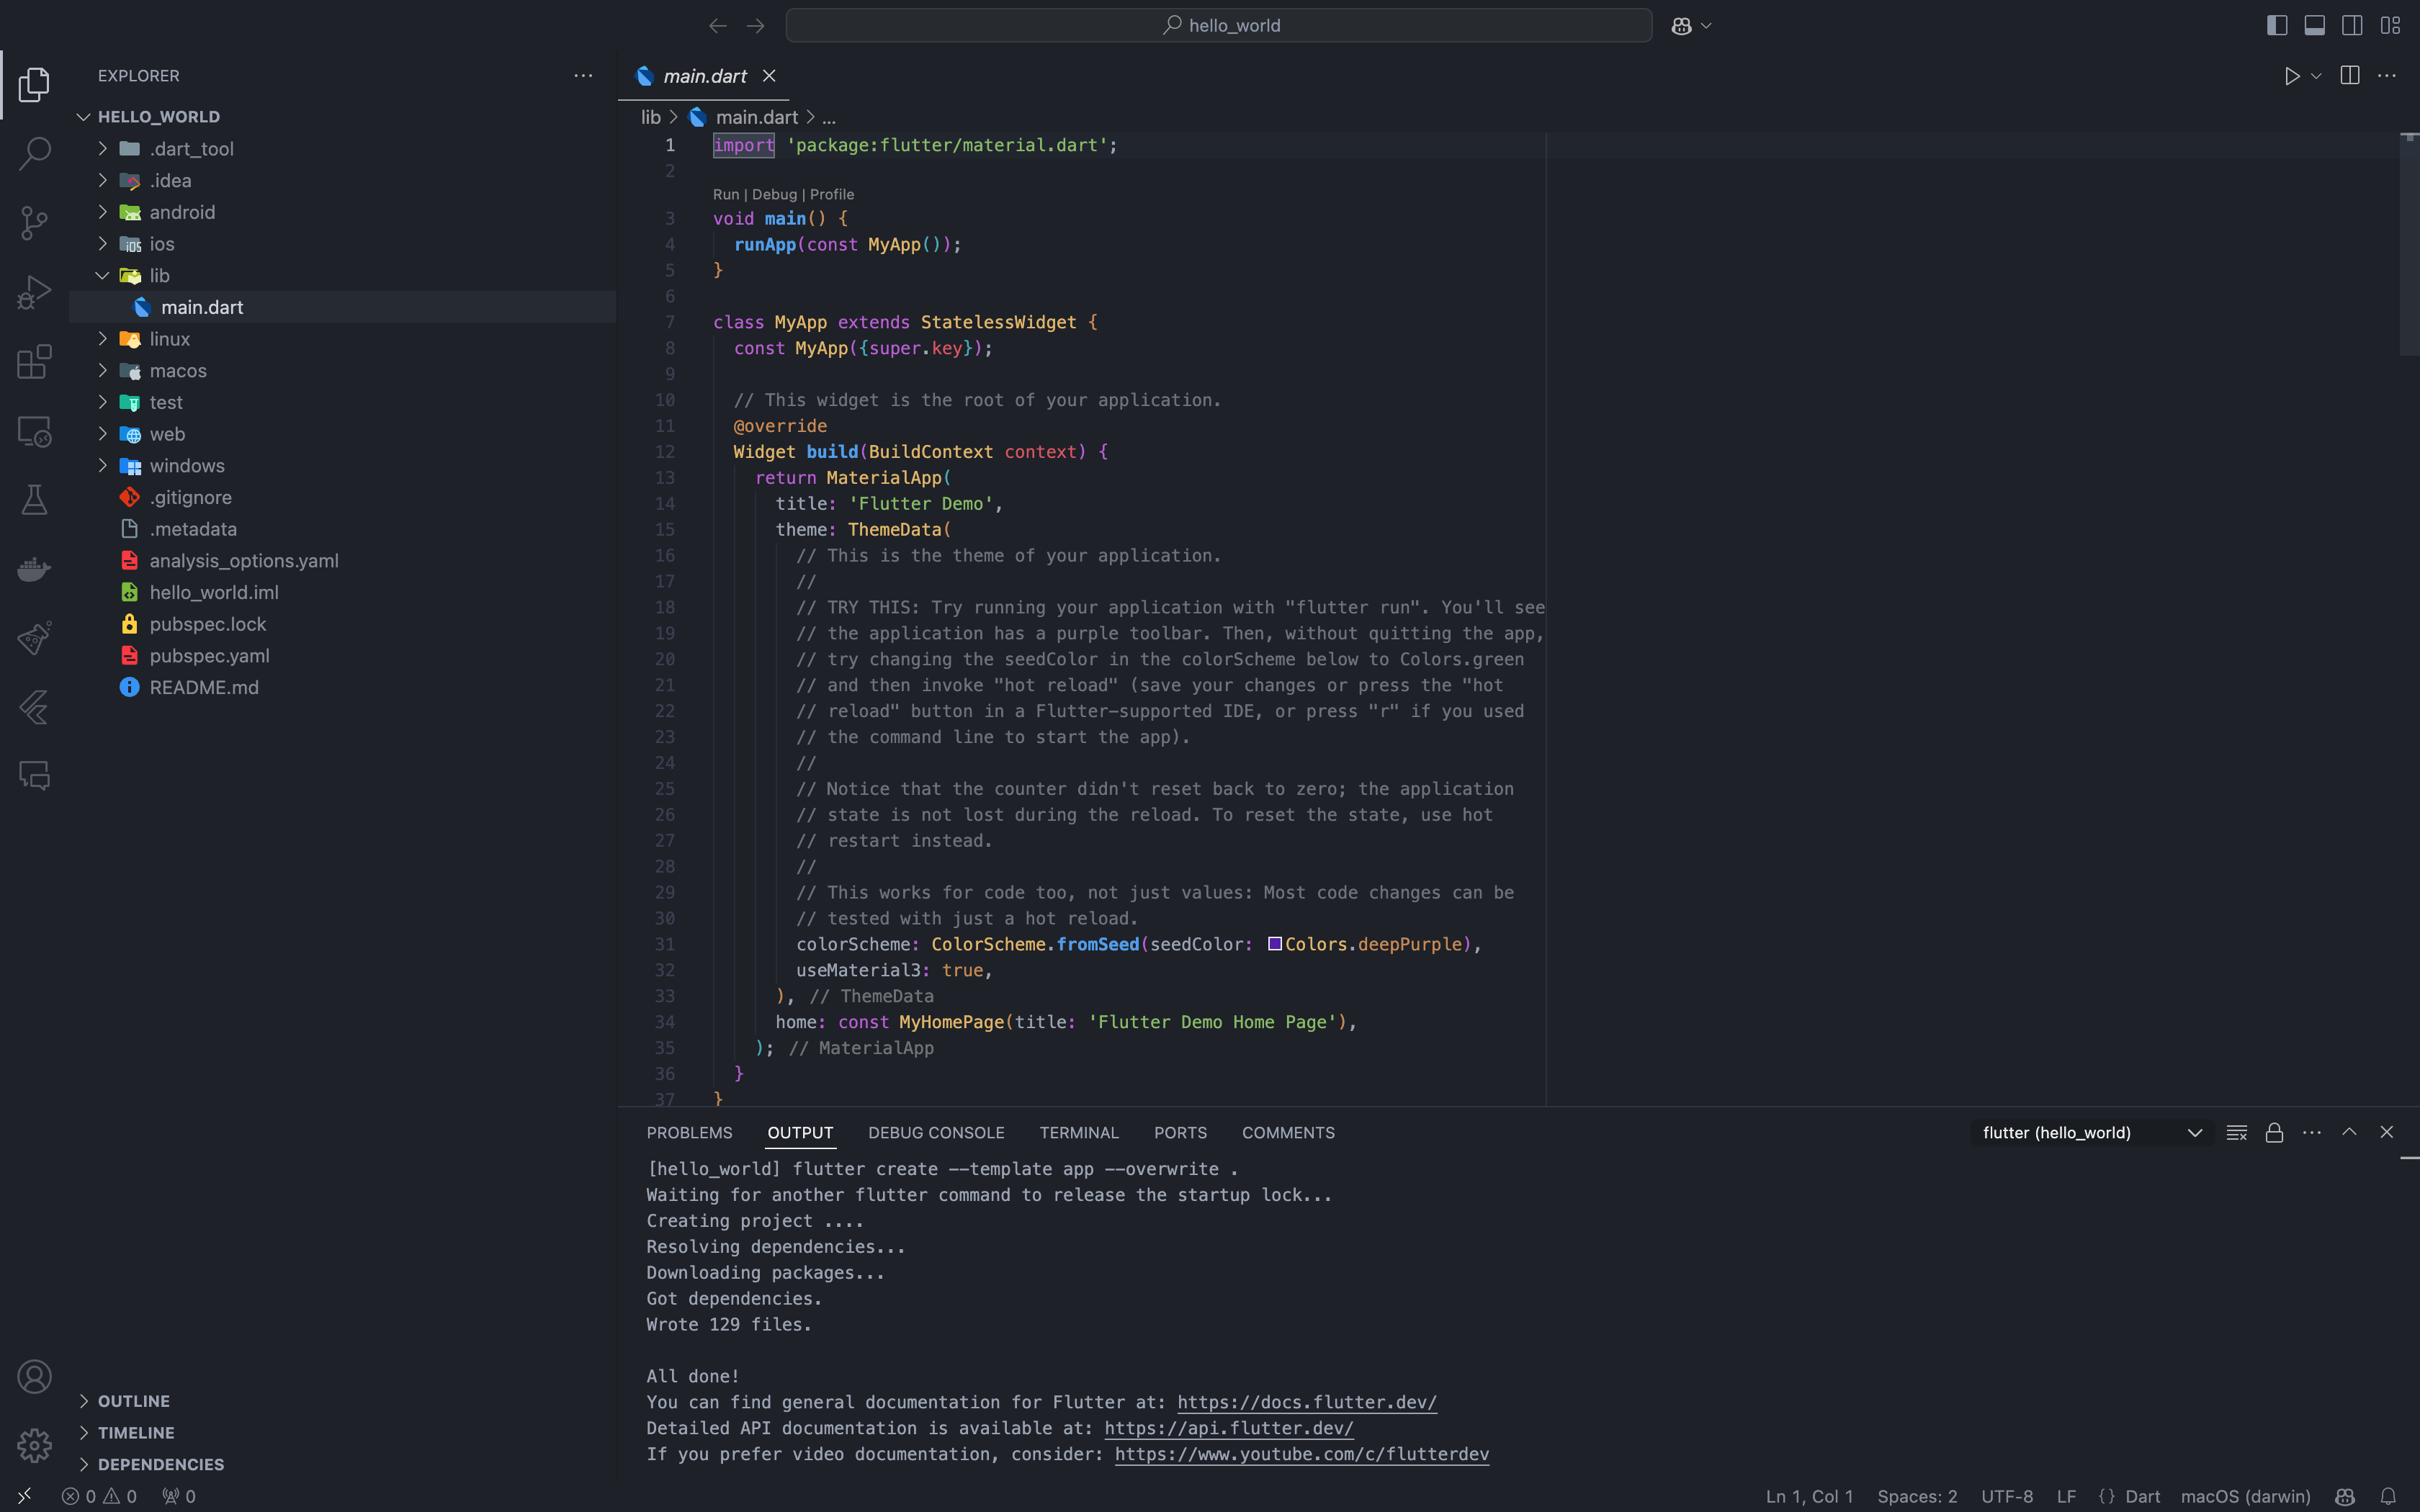 hello_world
EXPLORER
HELLO_WORLD
.dart_tool
.idea
android
ios
lib
main.dart
linux
macos
test
web
windows
.gitignore
.metadata
analysis_options.yaml
hello_world.iml
pubspec.lock
pubspec.yaml
README.md
OUTLINE
TIMELINE
DEPENDENCIES
main.dart
lib > main.dart > ...
1 import 'package:flutter/material.dart';
2
Run | Debug | Profile
3 void main() {
4 runApp(const MyApp());
5 }
6
7 class MyApp extends StatelessWidget {
8 const MyApp({super.key});
9
10 // This widget is the root of your application.
11 @override
12 Widget build(BuildContext context) {
13 return MaterialApp(
14 title: 'Flutter Demo',
15 theme: ThemeData(
16 // This is the theme of your application.
17 //
18 // TRY THIS: Try running your application with "flutter run". You'll see
19 // the application has a purple toolbar. Then, without quitting the app,
20 // try changing the seedColor in the colorScheme below to Colors.green
21 // and then invoke "hot reload" (save your changes or press the "hot
22 // reload" button in a Flutter-supported IDE, or press "r" if you used
23 // the command line to start the app).
24 //
25 // Notice that the counter didn't reset back to zero; the application
26 // state is not lost during the reload. To reset the state, use hot
27 // restart instead.
28 //
29 // This works for code too, not just values: Most code changes can be
30 // tested with just a hot reload.
31 colorScheme: ColorScheme.fromSeed(seedColor: Colors.deepPurple),
32 useMaterial3: true,
33 ), // ThemeData
34 home: const MyHomePage(title: 'Flutter Demo Home Page'),
35 ); // MaterialApp
36 }
37 }
PROBLEMS OUTPUT DEBUG CONSOLE TERMINAL PORTS COMMENTS flutter (hello_world)
[hello_world] flutter create --template app --overwrite .
Waiting for another flutter command to release the startup lock...
Creating project ....
Resolving dependencies...
Downloading packages...
Got dependencies.
Wrote 129 files.
All done!
You can find general documentation for Flutter at: https://docs.flutter.dev/
Detailed API documentation is available at: https://api.flutter.dev/
If you prefer video documentation, consider: https://www.youtube.com/c/flutterdev
0 0 0 Ln 1, Col 1 Spaces: 2 UTF-8 LF {} Dart macOS (darwin)